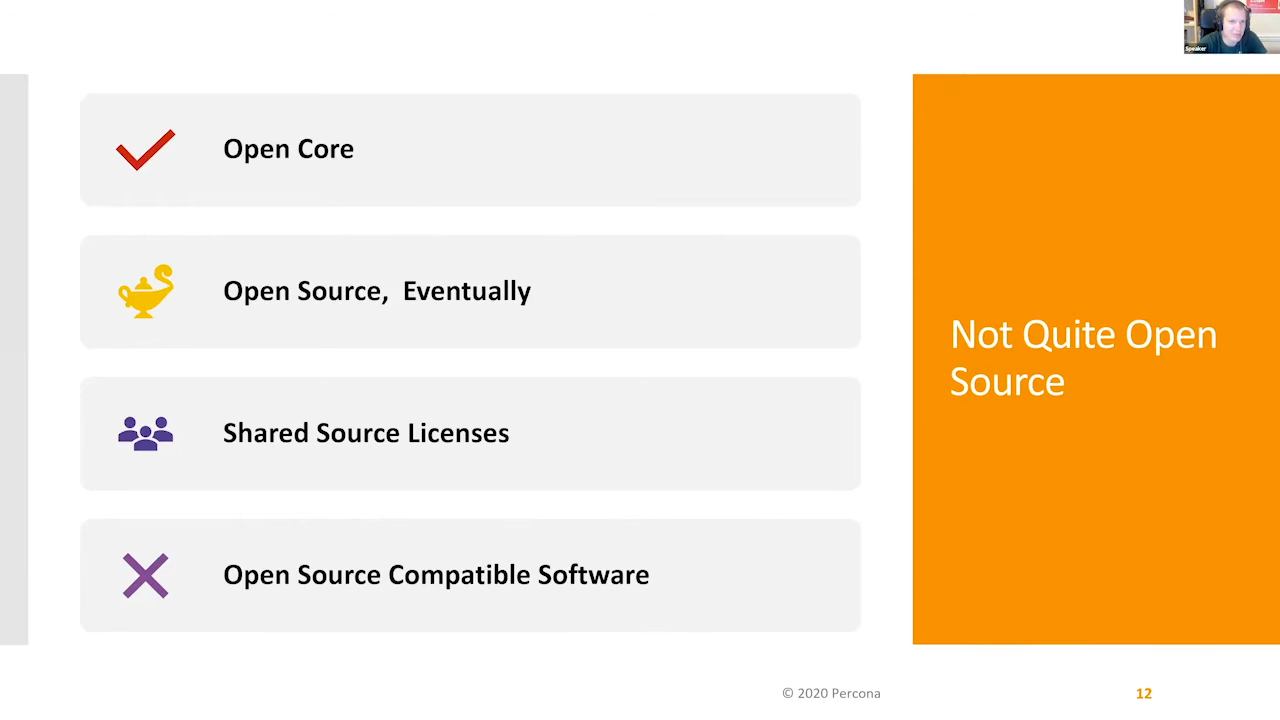 Speaker
Open Core
Open Source,  Eventually
Shared Source Licenses
Open Source Compatible Software
Not Quite Open
Source
© 2020 Percona
12